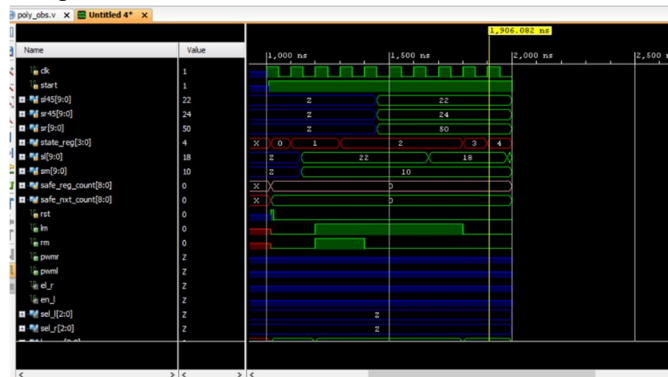 poly_obs.v x Untitled 4* x
1,906.082 ns
Name Value
1,000 ns 1,500 ns 2,000 ns 2,500
clk 1
start 1
sl45[9:0] 22 Z 22
sr45[9:0] 24 Z 24
sr[9:0] 50 Z 50
state_reg[3:0] 4 X 0 1 2 3 4
sl[9:0] 18 Z 22 18
sm[9:0] 10 Z 10
safe_reg_count[8:0] 0 X 0
safe_nxt_count[8:0] 0 X 0
rst 0
lm 0
rm 0
pwmr Z
pwml Z
el_r Z
en_l Z
sel_l[2:0] Z Z
sel_r[2:0] Z Z